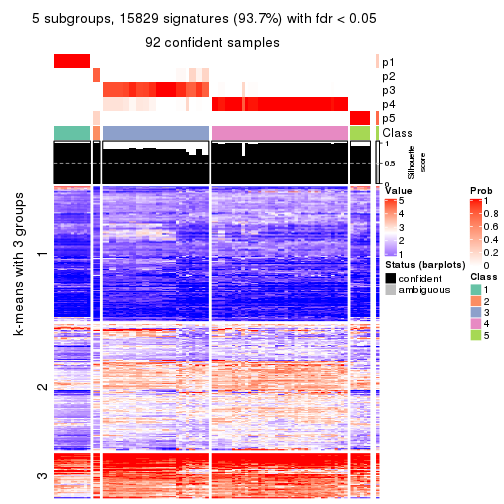 5 subgroups, 15829 signatures (93.7%) with fdr < 0.05
92 confident samples
p1
p2
p3
p4
p5
Class
1
0.5
0
Silhouette
score
k-means with 3 groups
1
2
3
Value
5
4
3
2
1
Status (barplots)
confident
ambiguous
Prob
1
0.8
0.6
0.4
0.2
0
Class
1
2
3
4
5